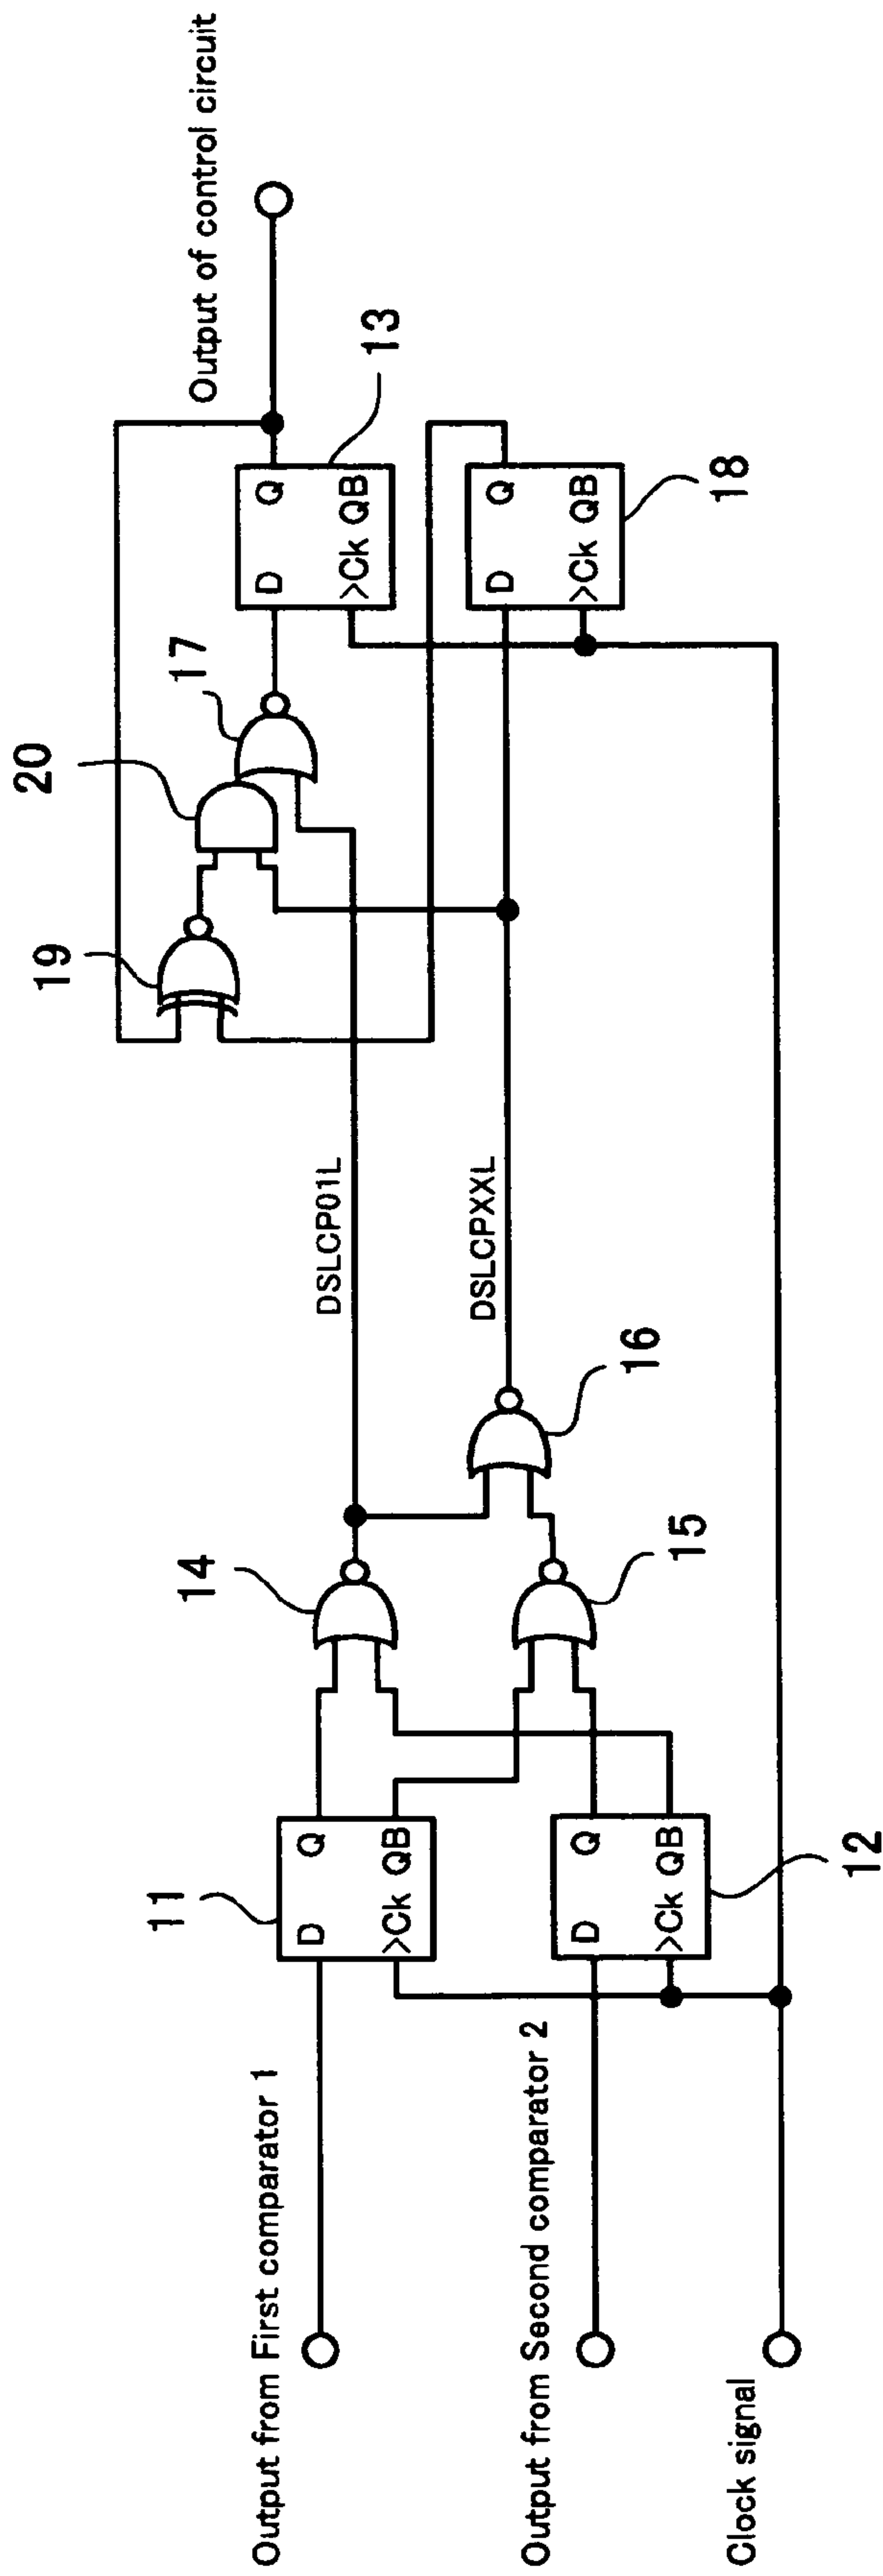 Output from First comparator 1
Output from Second comparator 2
Clock signal
11
D Q
>Ck QB
12
D Q
>Ck QB
14
15
16
DSLCP01L
DSLCPXXL
19
20
17
13
D Q
>Ck QB
18
D Q
>Ck QB
Output of control circuit